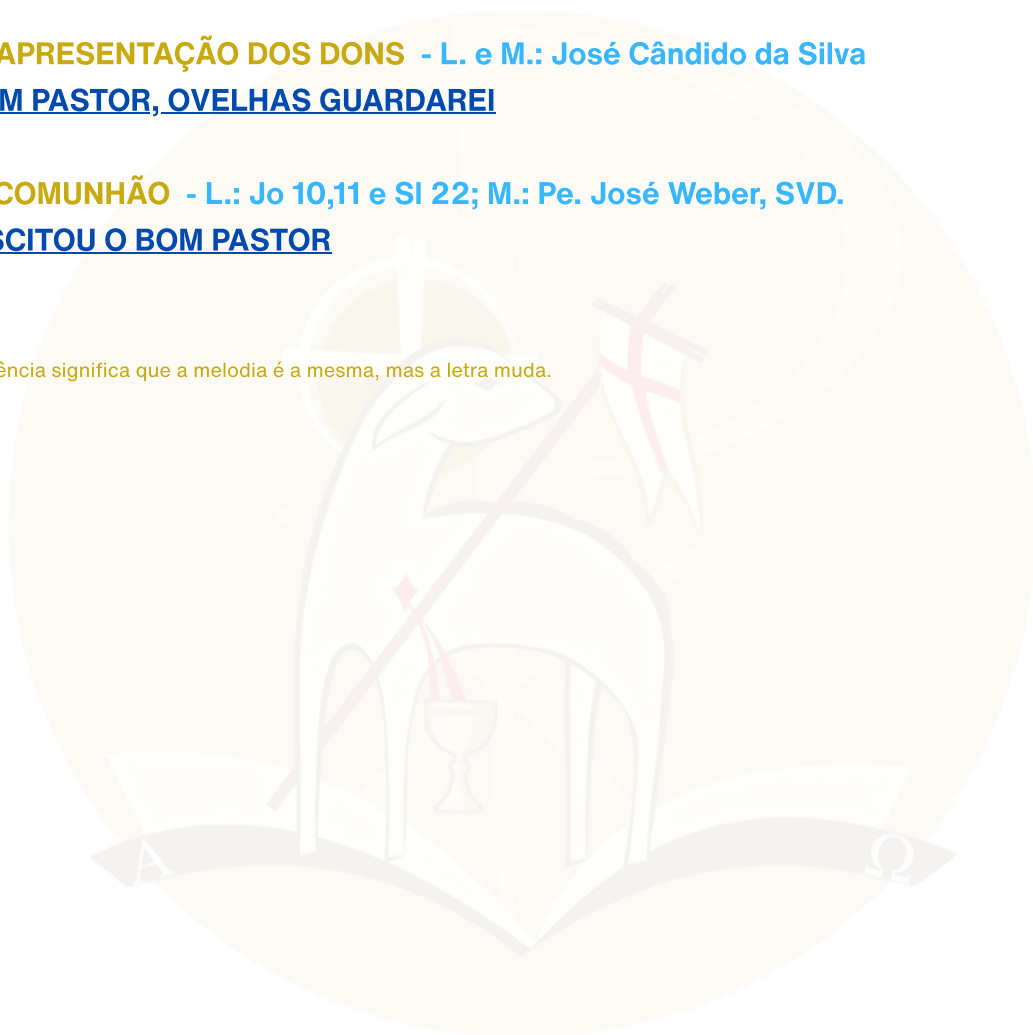 APRESENTAÇÃO DOS DONS - L. e M.: José Cândido da Silva
M PASTOR, OVELHAS GUARDAREI
COMUNHÃO - L.: Jo 10,11 e Sl 22; M.: Pe. José Weber, SVD.
SCITOU O BOM PASTOR
ência significa que a melodia é a mesma, mas a letra muda.
Α Ω